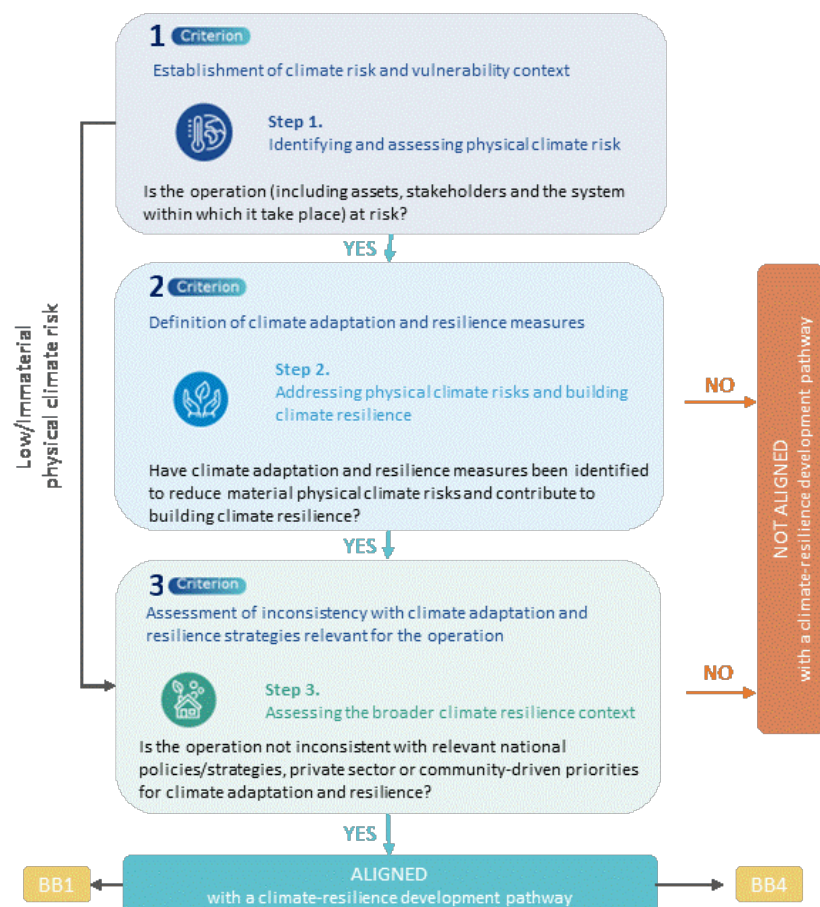 1 Criterion
Establishment of climate risk and vulnerability context
Step 1.
Identifying and assessing physical climate risk
Is the operation (including assets, stakeholders and the system
within which it take place) at risk?
YES
Low/Immaterial
physical climate risk
2 Criterion
Definition of climate adaptation and resilience measures
Step 2.
Addressing physical climate risks and building
climate resilience
Have climate adaptation and resilience measures been identified
to reduce material physical climate risks and contribute to
building climate resilience?
NO
YES
NOT ALIGNED
with a climate-resilience development pathway
3 Criterion
Assessment of inconsistency with climate adaptation and
resilience strategies relevant for the operation
Step 3.
Assessing the broader climate resilience context
Is the operation not inconsistent with relevant national
policies/strategies, private sector or community-driven priorities
for climate adaptation and resilience?
NO
YES
BB1
ALIGNED
with a climate-resilience development pathway
BB4